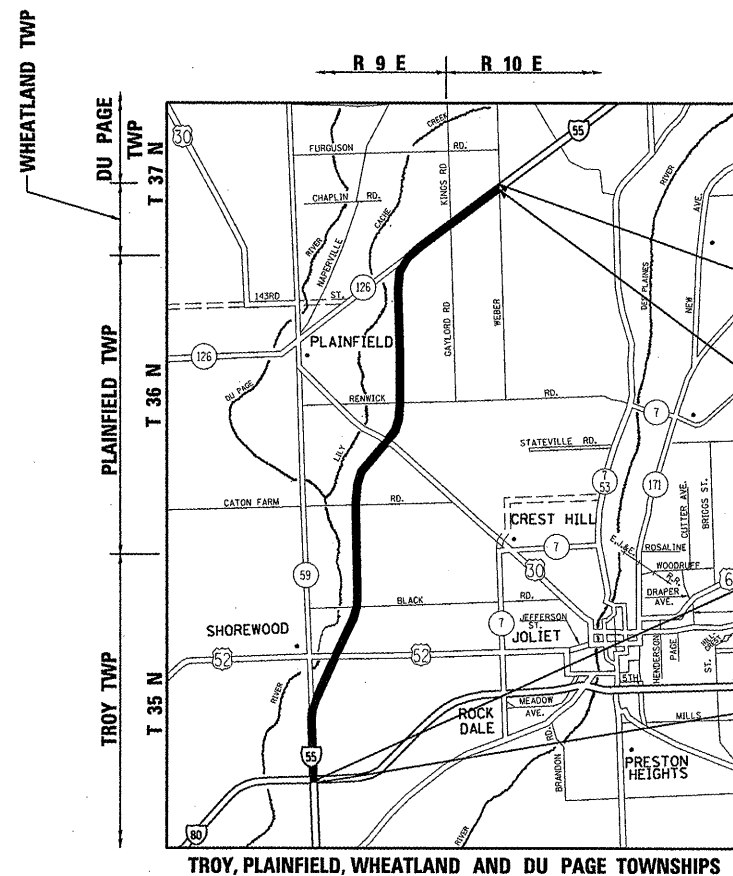 WHEATLAND TWP
DU PAGE
TWP
T 37 N
PLAINFIELD TWP
T 36 N
TROY TWP
T 35 N
R 9 E
R 10 E
30
55
CREEK
FURGUSON
RD.
KINGS RD
CHAPLIN RD.
CACHE
RIVER
NAPERVILLE
RIVER
AVE.
DES PLAINES
NEW
143RD
ST.
126
126
PLAINFIELD
GAYLORD RD
WEBER
DU PAGE
RENWICK
RD.
7
LILY
STATEVILLE RD.
7
53
171
CUTTER AVE.
BRIGGS ST.
CATON FARM
RD.
CREST HILL
7
E.J.&E.
R.R.
ROSALINE
WOODRUFF
30
59
DRAPER
AVE.
6
BLACK
RD.
7
JEFFERSON
ST.
JOLIET
SHOREWOOD
52
52
HENDERSON
PAGE
HILL-
CREST
ST.
5TH
RIVER
ROCK
DALE
MEADOW
AVE.
MILLS
55
BRANDON
RD.
PRESTON
HEIGHTS
80
RIVER
TROY, PLAINFIELD, WHEATLAND AND DU PAGE TOWNSHIPS